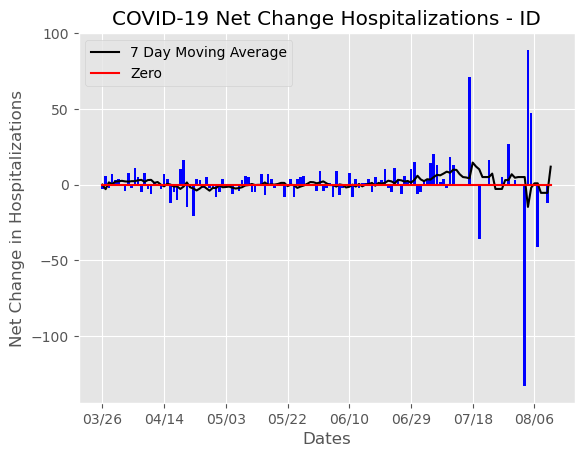 COVID-19 Net Change Hospitalizations - ID
7 Day Moving Average
Zero
Net Change in Hospitalizations
100
50
0
−50
−100
03/26 04/14 05/03 05/22 06/10 06/29 07/18 08/06
Dates